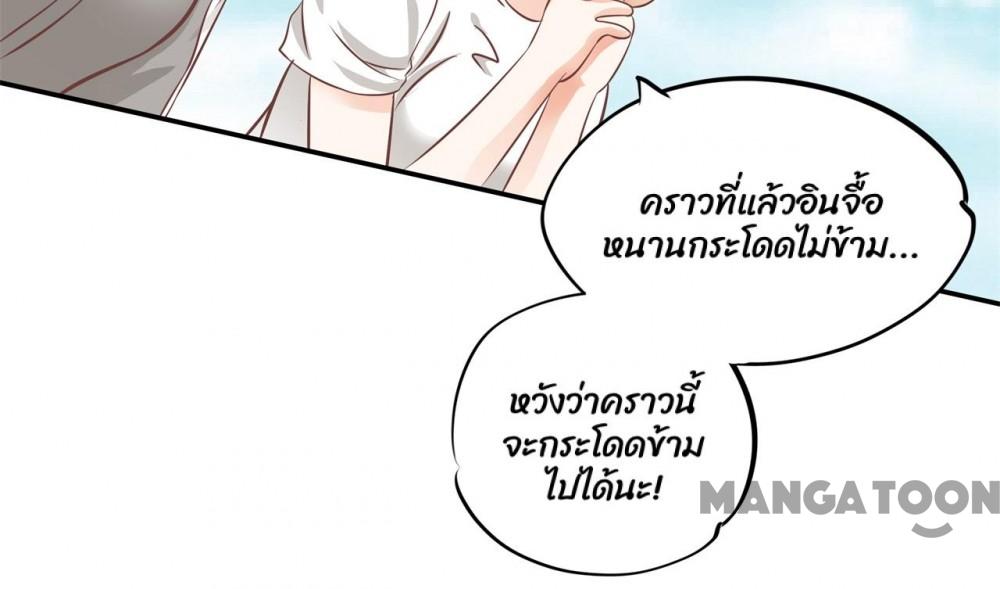 คราวที่แล้วอินจื้อ
หนานกระโดดไม่ข้าม...
หวังว่าคราวนี้
จะกระโดดข้าม
ไปได้นะ!
MANGATOON